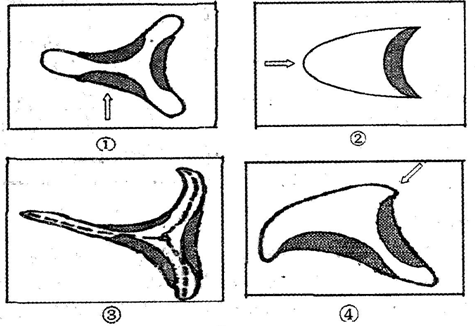 ①
②
③
④